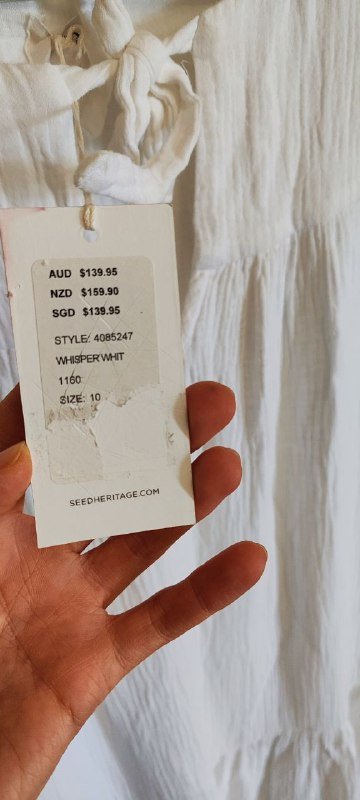 AUD $139.95
NZD $159.90
SGD $139.95
STYLE: 4085247
WHISPER WHIT
1160
SIZE: 10
SEEDHERITAGE.COM